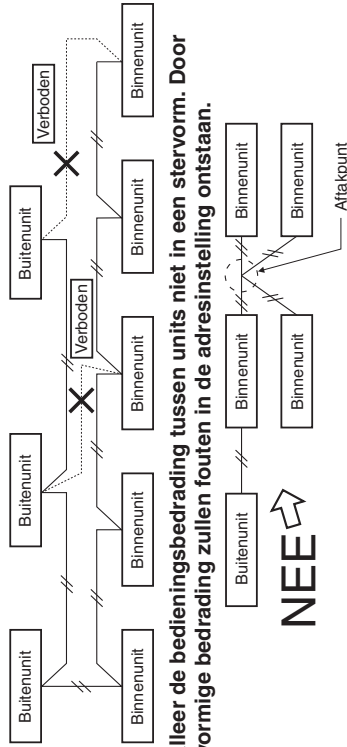 Buitenunit
Buitenunit
Buitenunit
Verboden
Verboden
Binnenunit
Binnenunit
Binnenunit
Binnenunit
Binnenunit
lleer de bedieningsbedrading tussen units niet in een stervorm. Door
vormige bedrading zullen fouten in de adresinstelling ontstaan.
Buitenunit
Binnenunit
Binnenunit
Binnenunit
Binnenunit
NEE
Aftakpunt